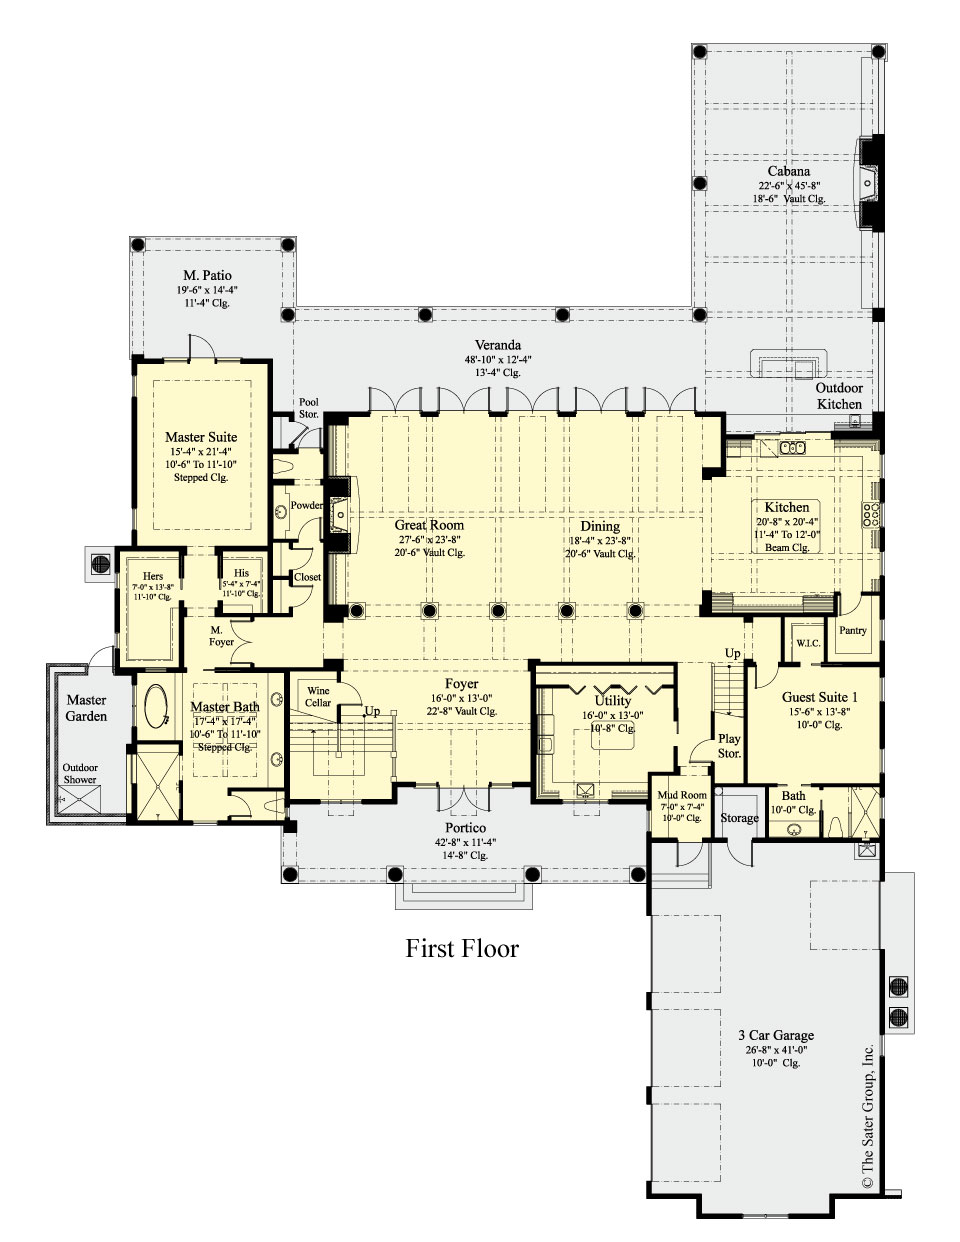 Cabana
22'-6" x 45'-8"
18'-6" Vault Clg.
M. Patio
19'-6" x 14'-4"
11'-4" Clg.
Veranda
48'-10" x 12'-4"
13'-4" Clg.
Outdoor
Kitchen
Pool
Stor.
Master Suite
15'-4" x 21'-4"
10'-6" To 11'-10"
Stepped Clg.
Powder
Great Room
27'-6" x 23'-8"
20'-6" Vault Clg.
Dining
18'-4" x 23'-8"
20'-6" Vault Clg.
Kitchen
20'-8" x 20'-4"
11'-4" To 12'-0"
Beam Clg.
Hers
7'-0" x 13'-8"
11'-10" Clg.
His
5'-4" x 7'-4"
11'-10" Clg.
Closet
M.
Foyer
Pantry
W.I.C.
Up
Master
Garden
Master Bath
17'-4" x 17'-4"
10'-6" To 11'-10"
Stepped Clg.
Wine
Cellar
Up
Foyer
16'-0" x 13'-0"
22'-8" Vault Clg.
Utility
16'-0" x 13'-0"
10'-8" Clg.
Guest Suite 1
15'-6" x 13'-8"
10'-0" Clg.
Play
Stor.
Outdoor
Shower
Mud Room
7'-0" x 7'-4"
10'-0" Clg.
Storage
Bath
10'-0" Clg.
Portico
42'-8" x 11'-4"
14'-8" Clg.
First Floor
3 Car Garage
26'-8" x 41'-0"
10'-0" Clg.
© The Sater Group, Inc.